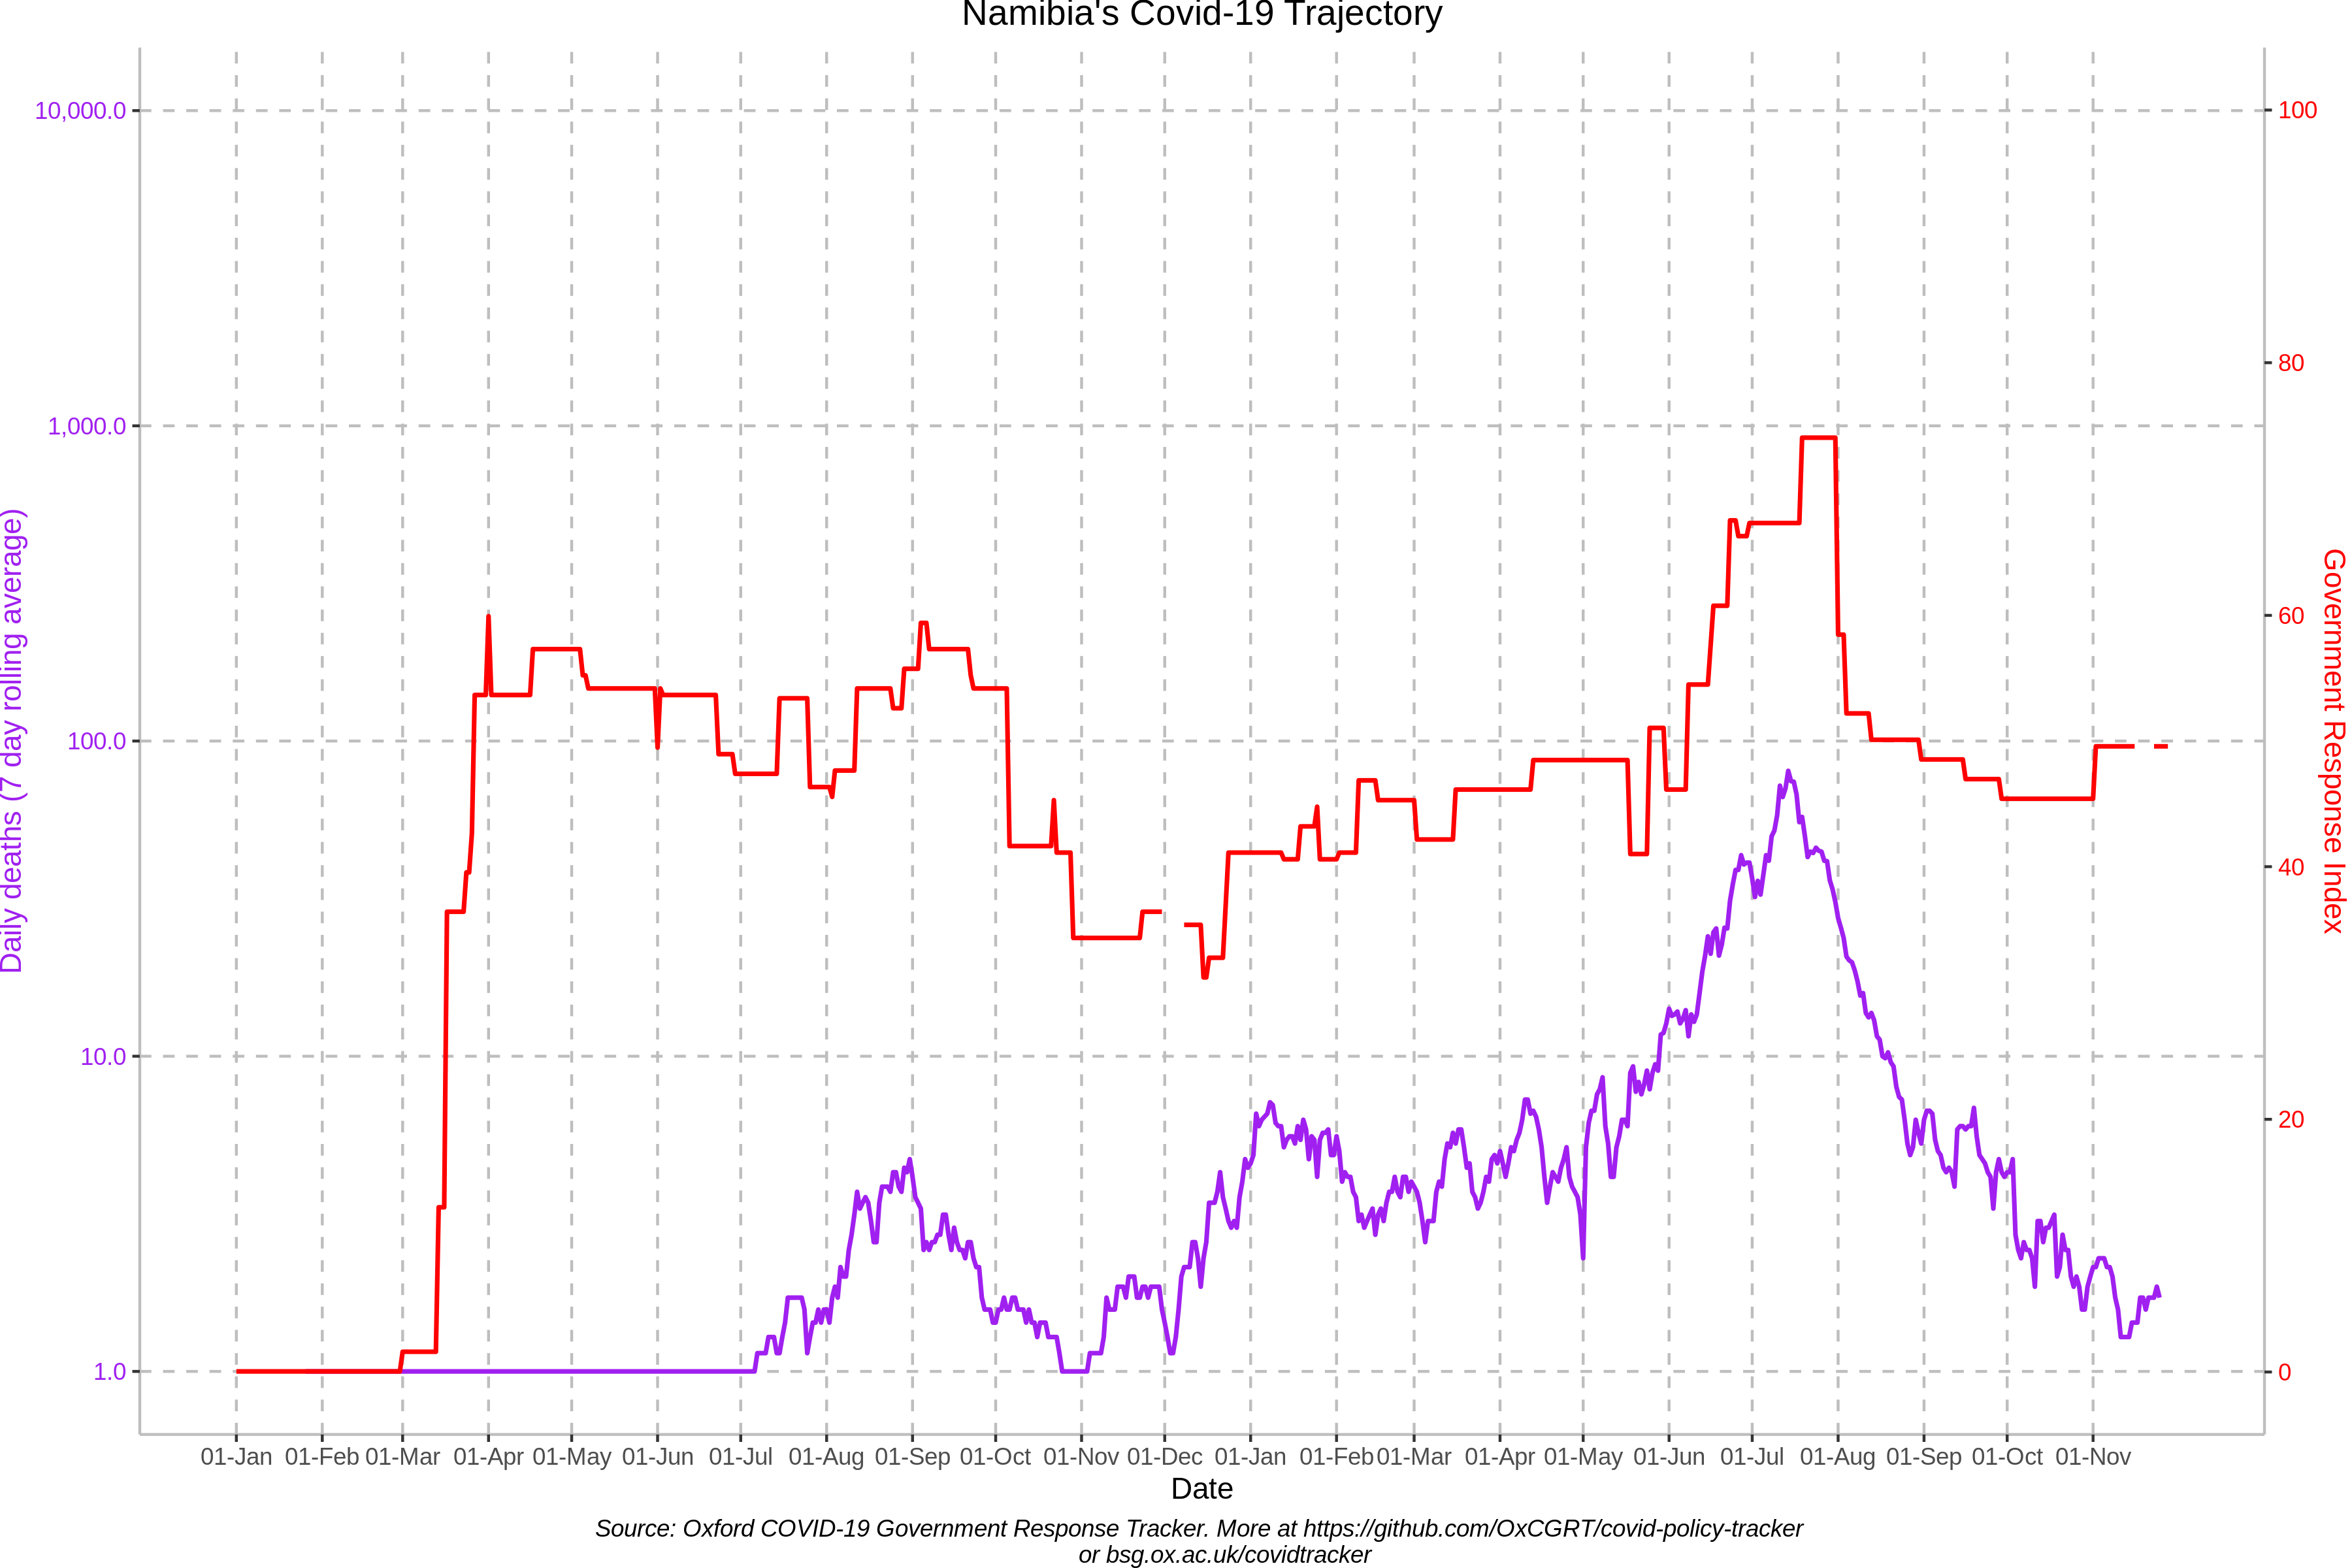 Namibia's Covid-19 Trajectory
10,000.0
1,000.0
100.0
10.0
1.0
Daily deaths (7 day rolling average)
100
80
60
40
20
0
Government Response Index
01-Jan 01-Feb 01-Mar 01-Apr 01-May 01-Jun 01-Jul 01-Aug 01-Sep 01-Oct 01-Nov 01-Dec 01-Jan 01-Feb 01-Mar 01-Apr 01-May 01-Jun 01-Jul 01-Aug 01-Sep 01-Oct 01-Nov
Date
Source: Oxford COVID-19 Government Response Tracker. More at https://github.com/OxCGRT/covid-policy-tracker
or bsg.ox.ac.uk/covidtracker